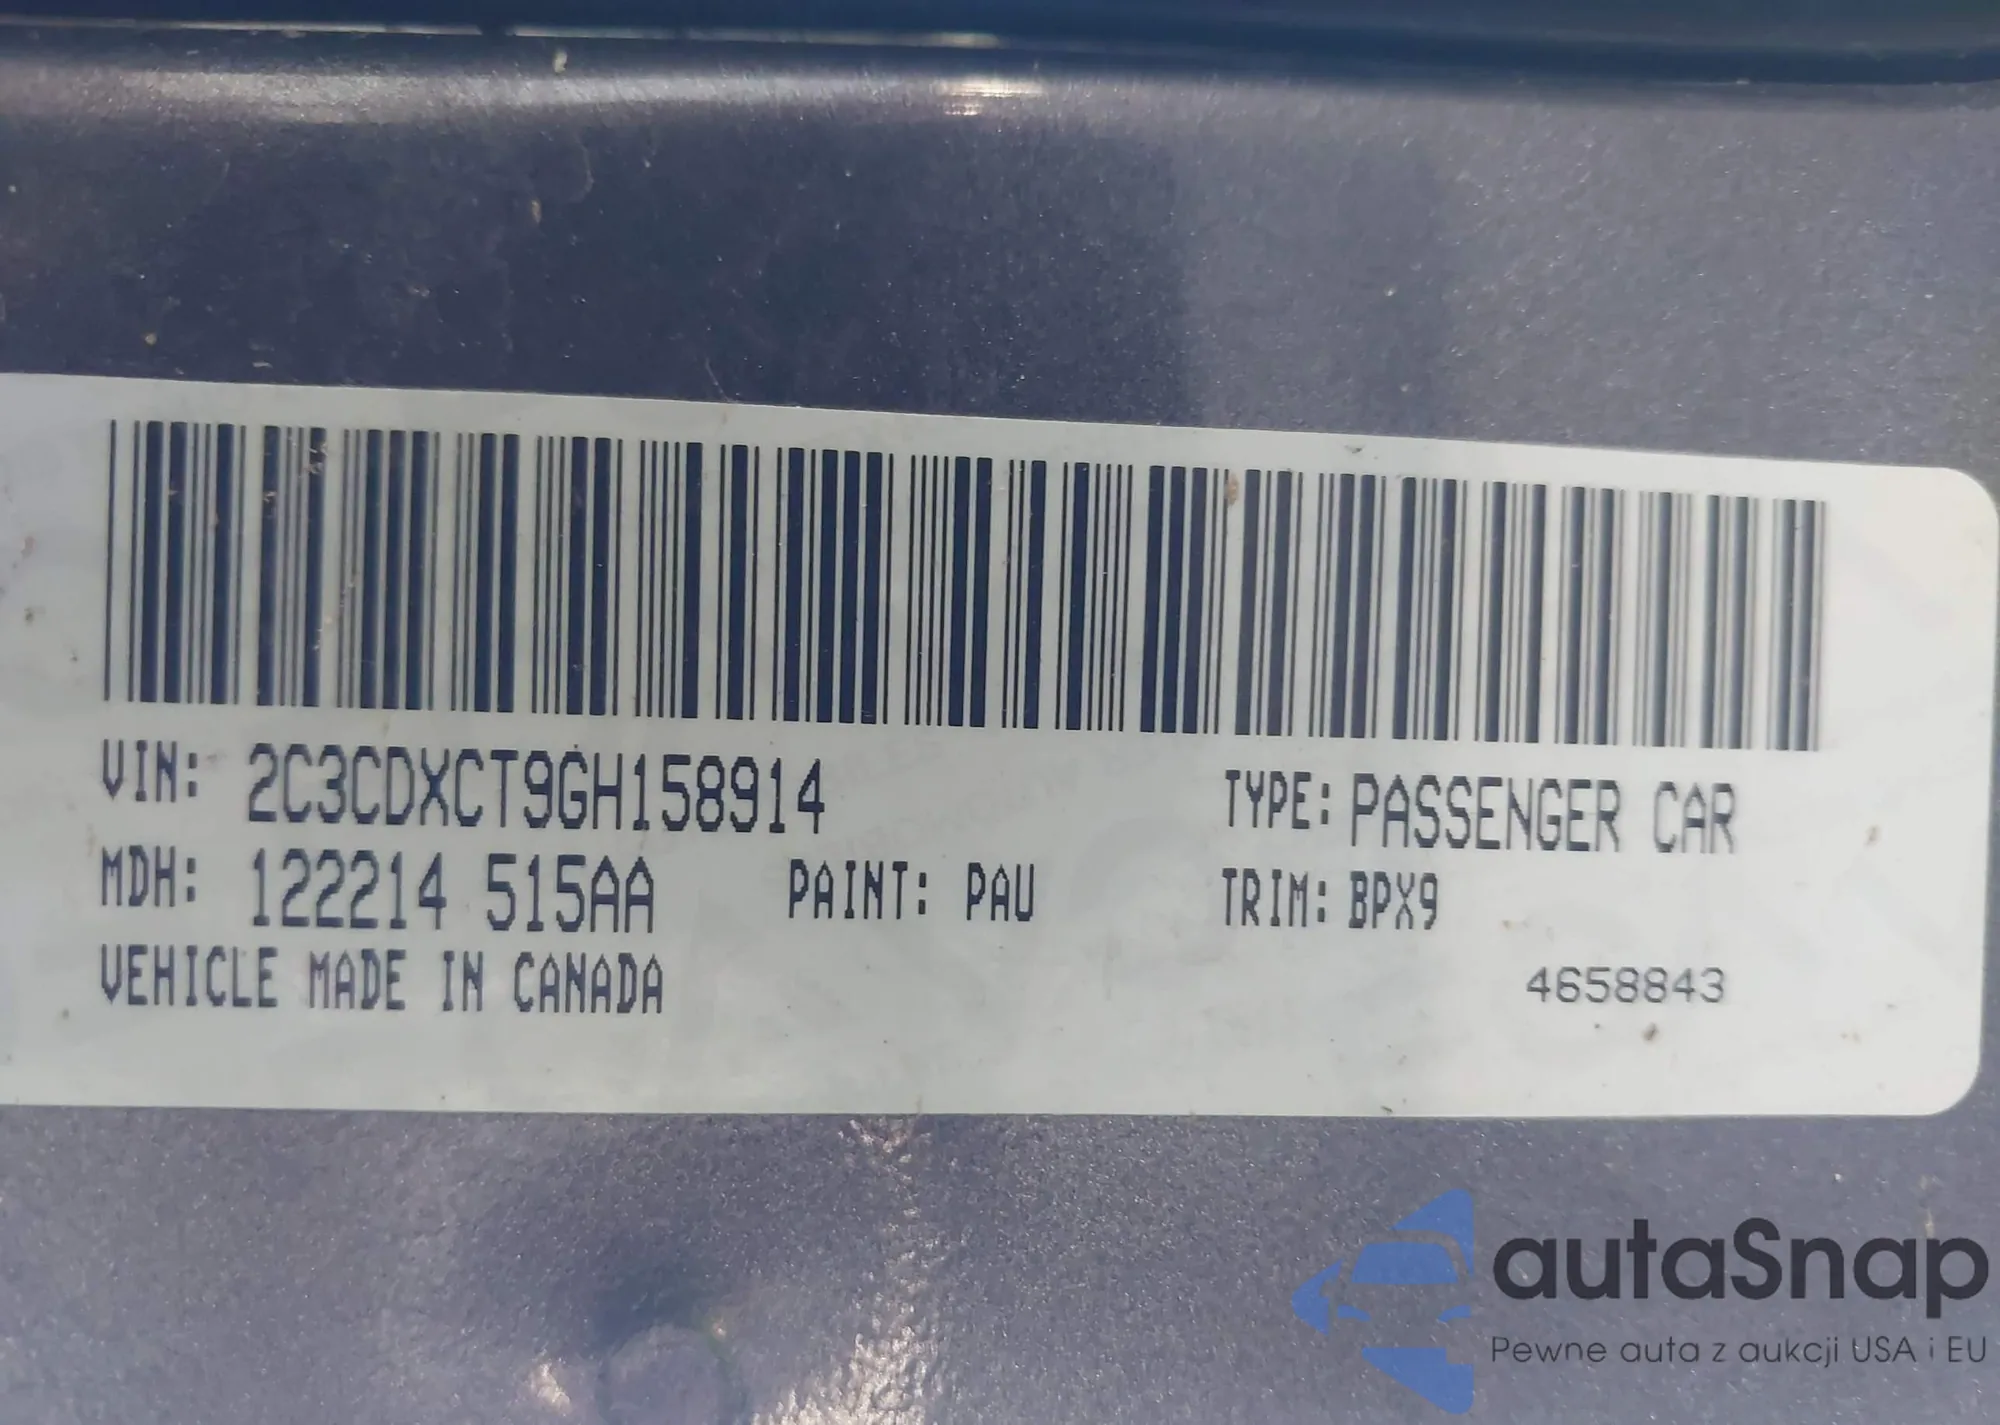 VIN: 2C3CDXCT9GH158914 TYPE: PASSENGER CAR
MDH: 122214 515AA PAINT: PAU TRIM: BPX9
VEHICLE MADE IN CANADA 4658843
autaSnap
Pewne auta z aukcji USA i EU